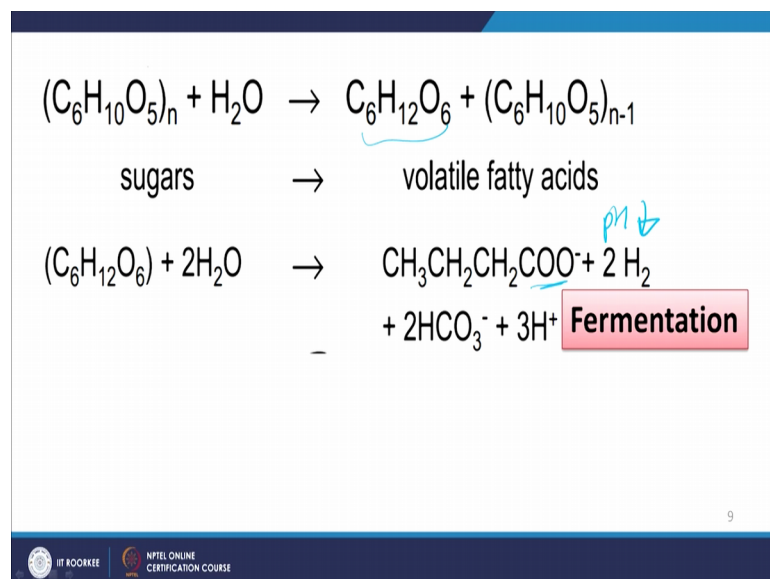 (C₆H₁₀O₅)ₙ + H₂O → C₆H₁₂O₆ + (C₆H₁₀O₅)ₙ₋₁
sugars → volatile fatty acids
pH ↓
(C₆H₁₂O₆) + 2H₂O → CH₃CH₂CH₂COO⁻+ 2 H₂
+ 2HCO₃⁻ + 3H⁺ Fermentation
9
IIT ROORKEE
NPTEL ONLINE
CERTIFICATION COURSE